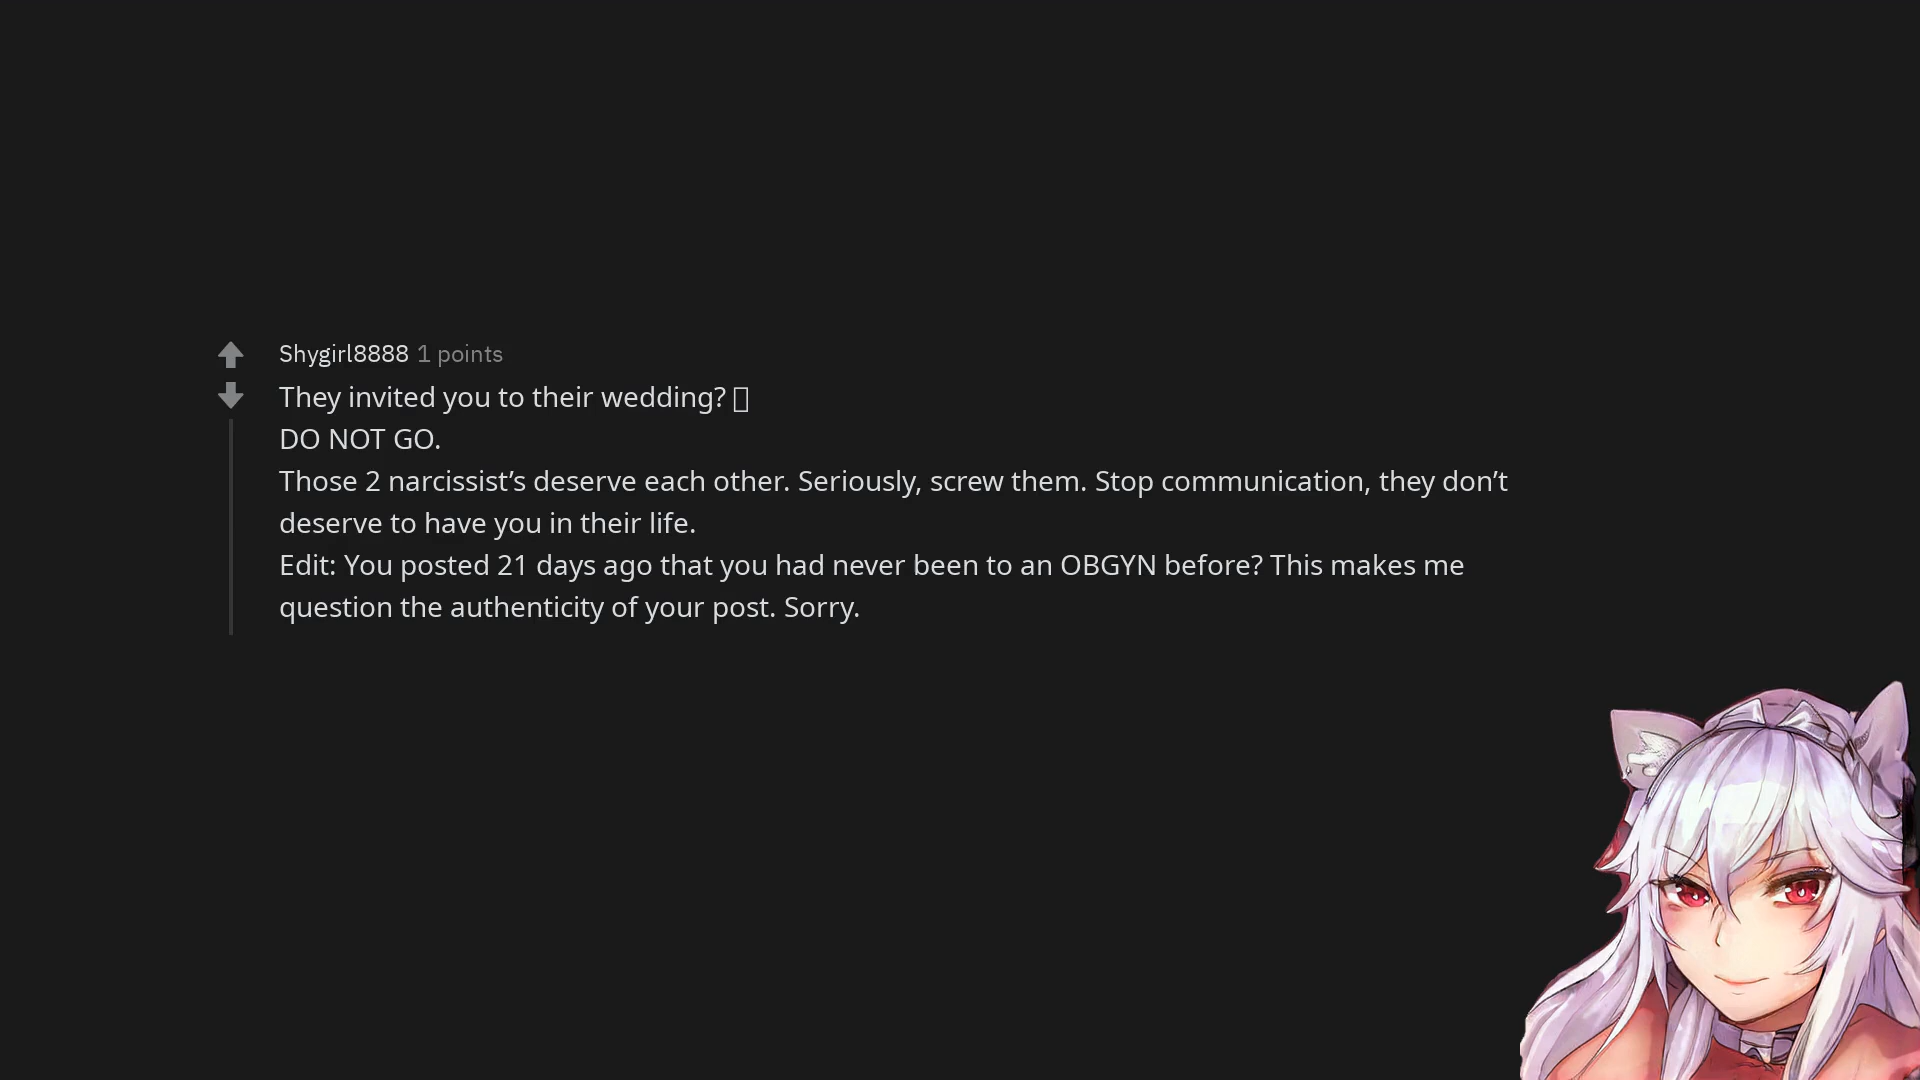 Shygirl8888 1 points
They invited you to their wedding? 
DO NOT GO.
Those 2 narcissist’s deserve each other. Seriously, screw them. Stop communication, they don’t
deserve to have you in their life.
Edit: You posted 21 days ago that you had never been to an OBGYN before? This makes me
question the authenticity of your post. Sorry.